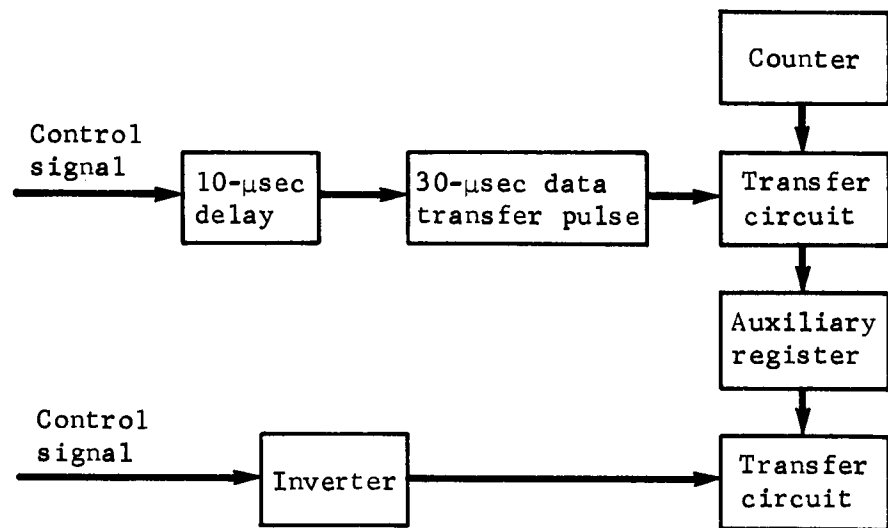 Counter
Control
signal
10-μsec
delay
30-μsec data
transfer pulse
Transfer
circuit
Auxiliary
register
Control
signal
Inverter
Transfer
circuit